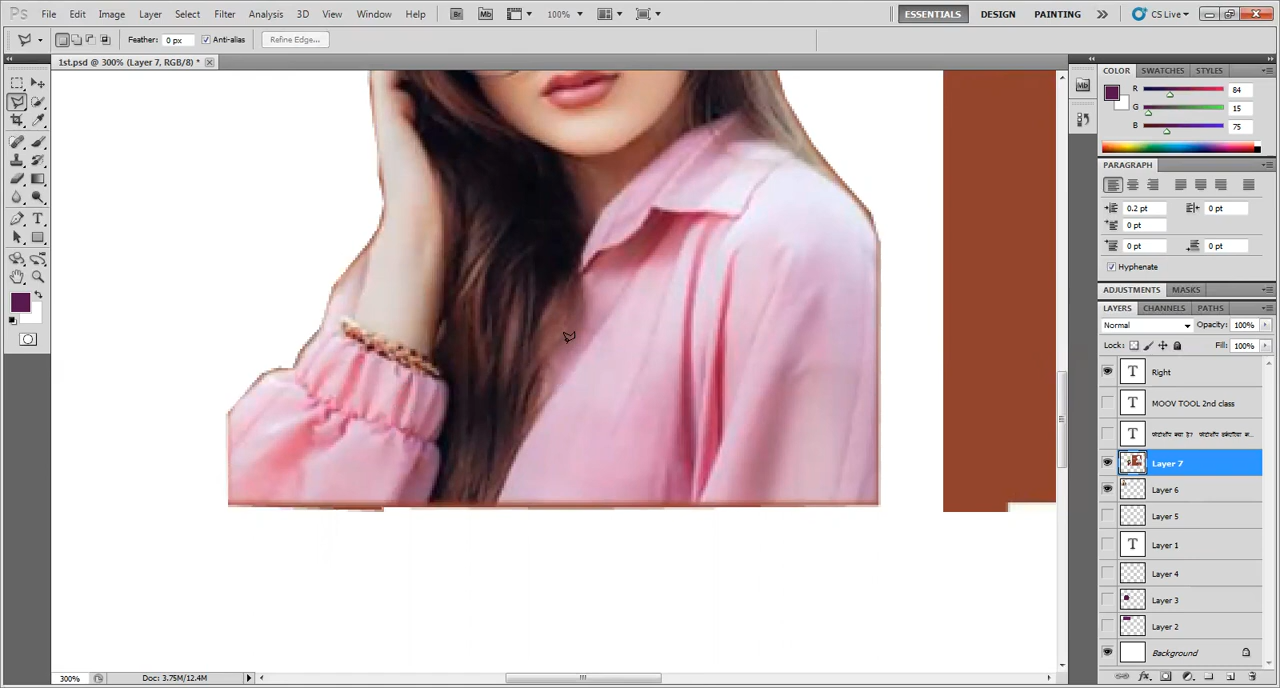 Ps File Edit Image Layer Select Filter Analysis 3D View Window Help Br Mb 100% ESSENTIALS DESIGN PAINTING CS Live
Feather: 0 px Anti-alias Refine Edge...
1st.psd @ 300% (Layer 7, RGB/8) *
COLOR SWATCHES STYLES
R 84
G 15
B 75
PARAGRAPH
0.2 pt 0 pt
0 pt
0 pt 0 pt
Hyphenate
ADJUSTMENTS MASKS
LAYERS CHANNELS PATHS
Normal Opacity: 100%
Lock: Fill: 100%
T Right
T MOOV TOOL 2nd class
T
Layer 7
Layer 6
Layer 5
T Layer 1
Layer 4
Layer 3
Layer 2
Background
300% Doc: 3.75M/12.4M